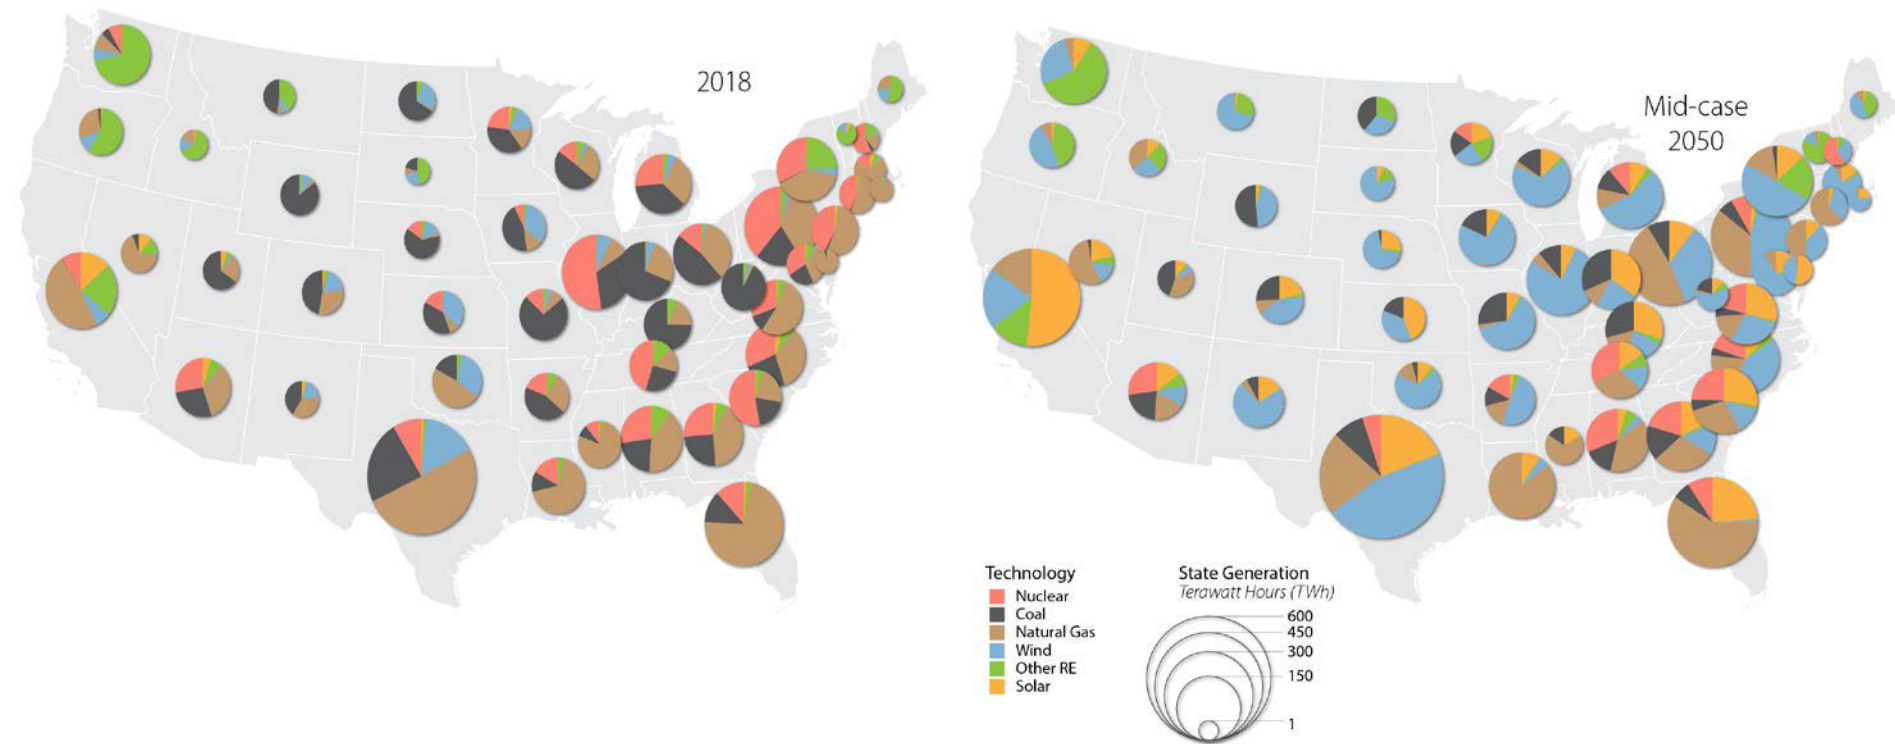 2018
Mid-case
2050
Technology
Nuclear
Coal
Natural Gas
Wind
Other RE
Solar
State Generation
Terawatt Hours (TWh)
600
450
300
150
1